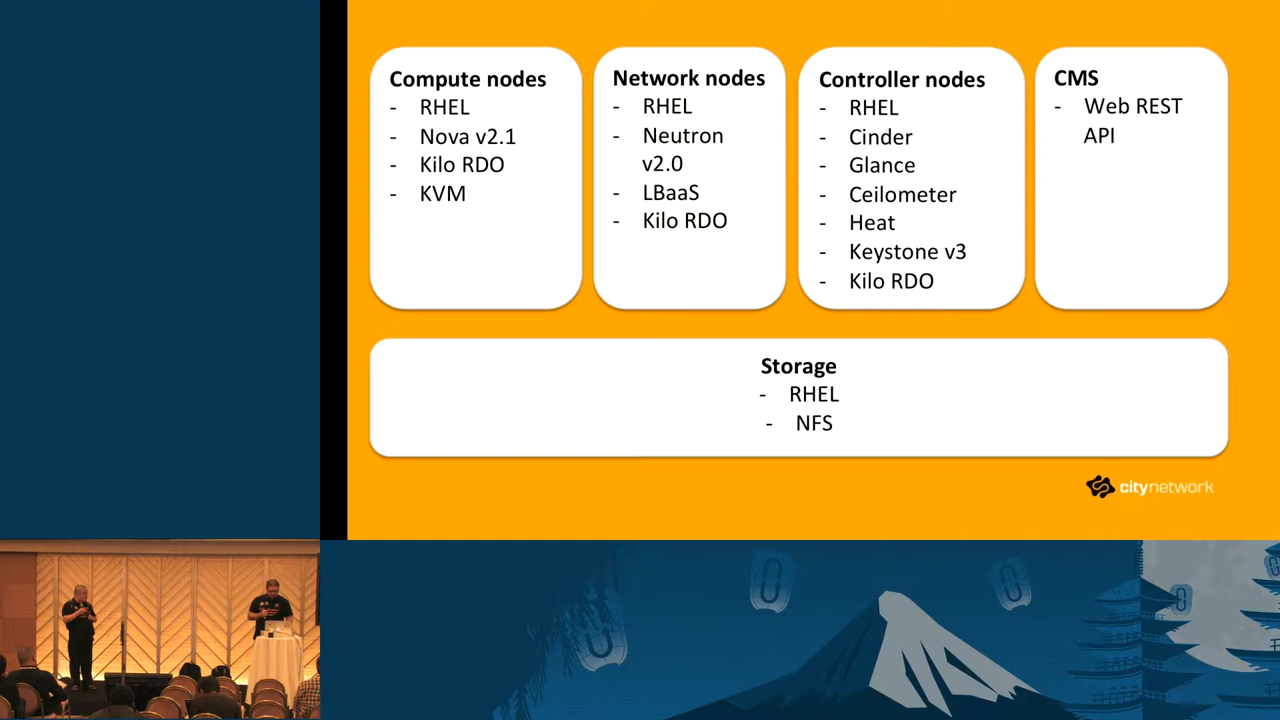 Compute nodes
- RHEL
- Nova v2.1
- Kilo RDO
- KVM
Network nodes
- RHEL
- Neutron
v2.0
- LBaaS
- Kilo RDO
Controller nodes
- RHEL
- Cinder
- Glance
- Ceilometer
- Heat
- Keystone v3
- Kilo RDO
CMS
- Web REST
API
Storage
- RHEL
- NFS
citynetwork